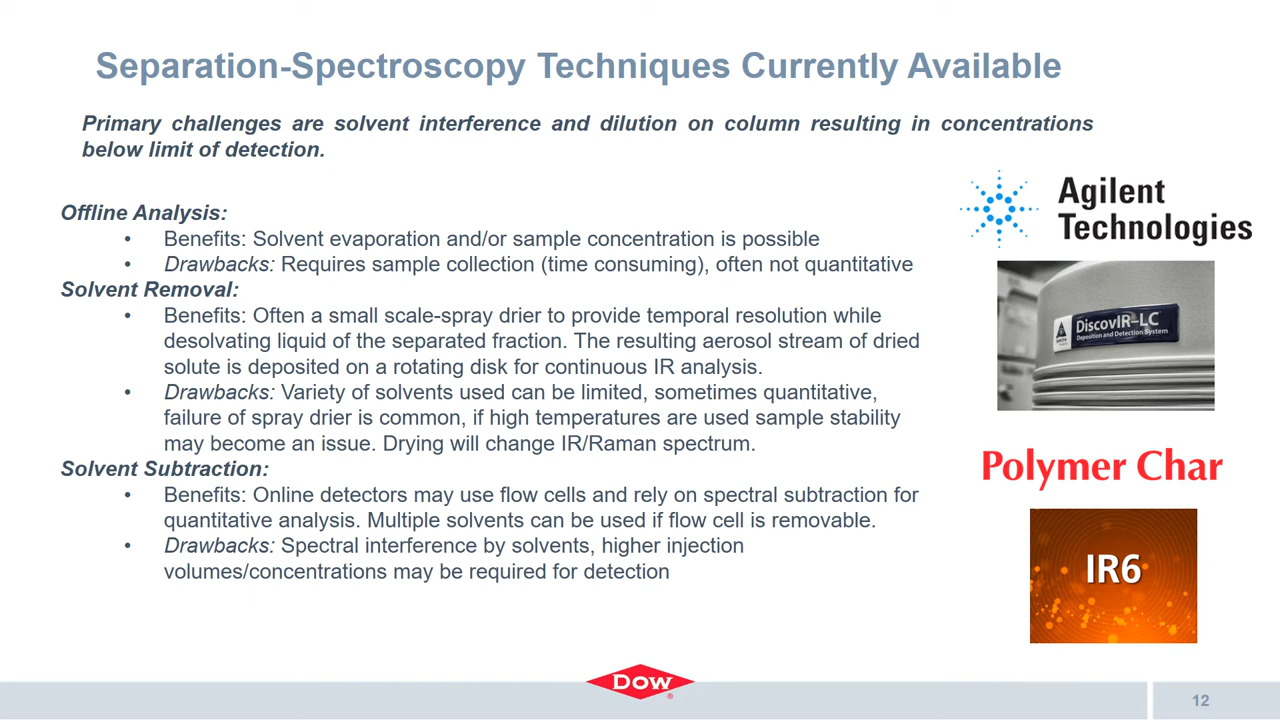 Separation-Spectroscopy Techniques Currently Available
Primary challenges are solvent interference and dilution on column resulting in concentrations
below limit of detection.
Offline Analysis:
• Benefits: Solvent evaporation and/or sample concentration is possible
• Drawbacks: Requires sample collection (time consuming), often not quantitative
Solvent Removal:
• Benefits: Often a small scale-spray drier to provide temporal resolution while
desolvating liquid of the separated fraction. The resulting aerosol stream of dried
solute is deposited on a rotating disk for continuous IR analysis.
• Drawbacks: Variety of solvents used can be limited, sometimes quantitative,
failure of spray drier is common, if high temperatures are used sample stability
may become an issue. Drying will change IR/Raman spectrum.
Solvent Subtraction:
• Benefits: Online detectors may use flow cells and rely on spectral subtraction for
quantitative analysis. Multiple solvents can be used if flow cell is removable.
• Drawbacks: Spectral interference by solvents, higher injection
volumes/concentrations may be required for detection
Agilent
Technologies
DiscovIR-LC
Deposition and Detection System
Polymer Char
IR6
DOW
®
12